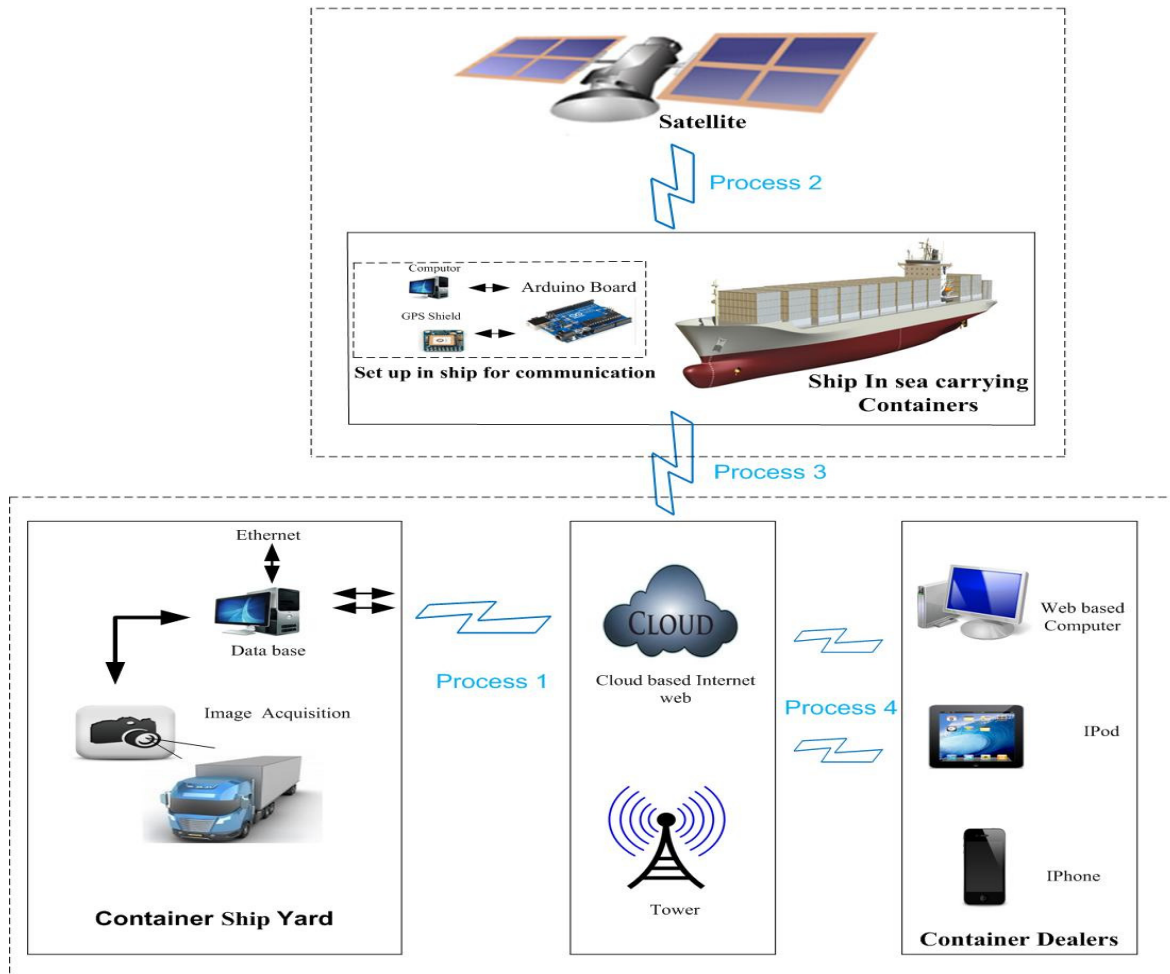 Satellite
Process 2
Computor
Arduino Board
GPS Shield
Set up in ship for communication
Ship In sea carrying
Containers
Process 3
Ethernet
Data base
Process 1
Image Acquisition
Container Ship Yard
CLOUD
Cloud based Internet
web
Tower
Process 4
Web based
Computer
IPod
IPhone
Container Dealers